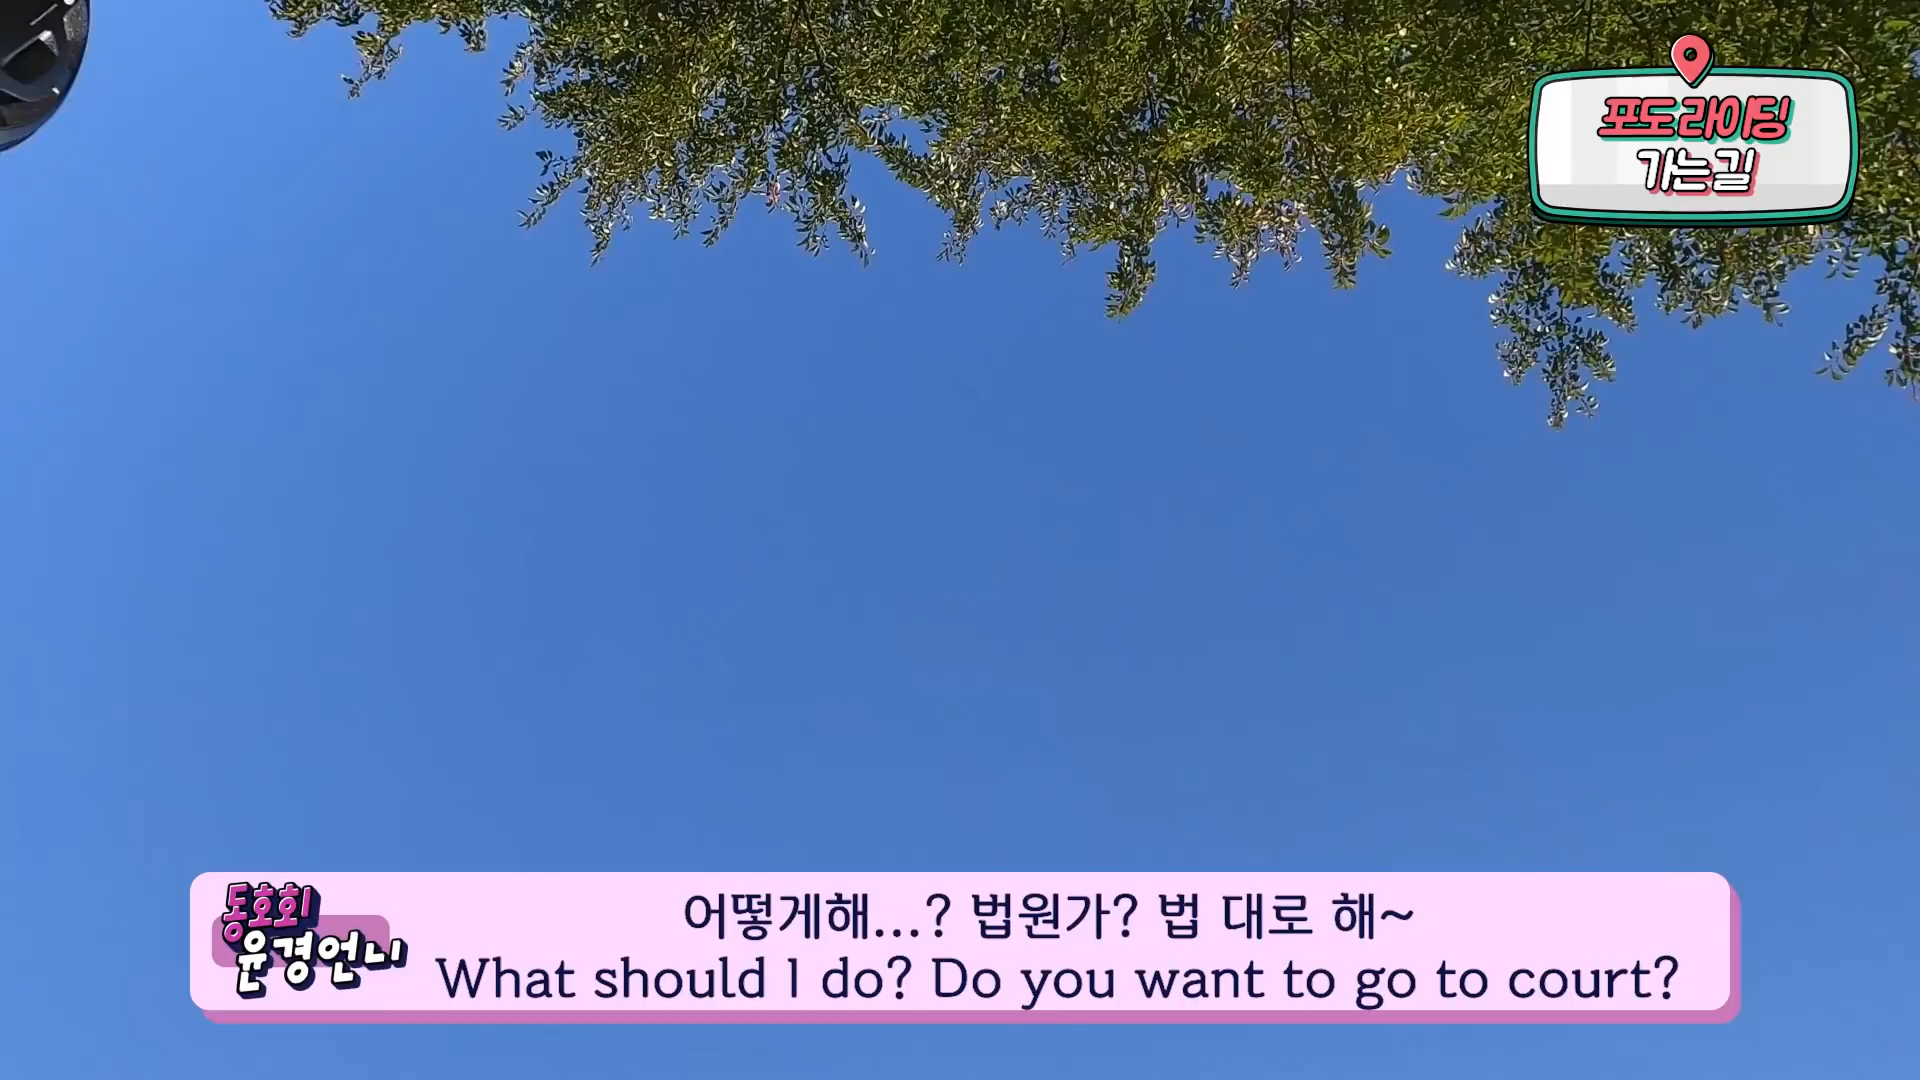 포도 라이딩
가는길
동호회
윤경언니
어떻게해...? 법원가? 법 대로 해~
What should I do? Do you want to go to court?